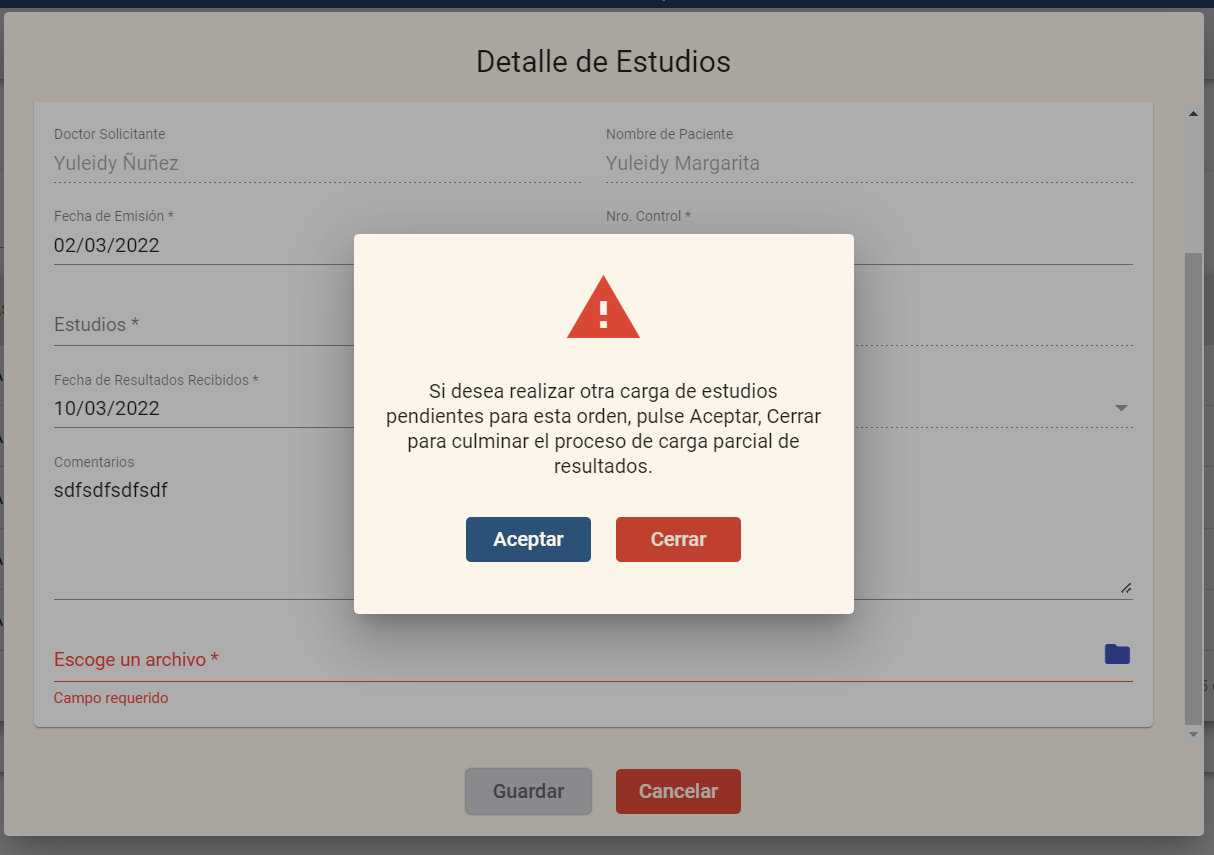 Detalle de Estudios
Doctor Solicitante
Nombre de Paciente
Yuleidy Ñuñez
Yuleidy Margarita
Fecha de Emisión *
Nro. Control *
02/03/2022
Estudios *
Fecha de Resultados Recibidos *
10/03/2022
Comentarios
sdfsdfsdfsdf
Si desea realizar otra carga de estudios
pendientes para esta orden, pulse Aceptar, Cerrar
para culminar el proceso de carga parcial de
resultados.
Aceptar
Cerrar
Escoge un archivo *
Campo requerido
Guardar
Cancelar